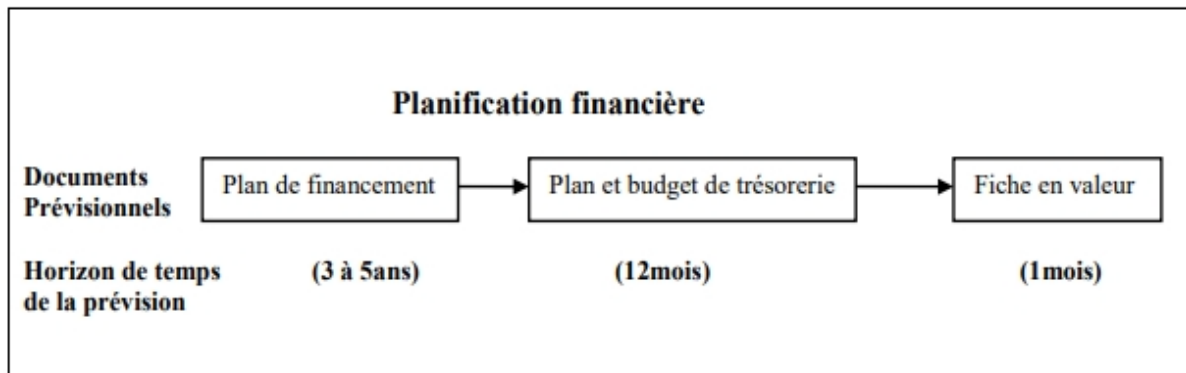 Planification financière
Documents
Prévisionnels
Plan de financement
Plan et budget de trésorerie
Fiche en valeur
Horizon de temps
de la prévision
(3 à 5ans)
(12mois)
(1mois)